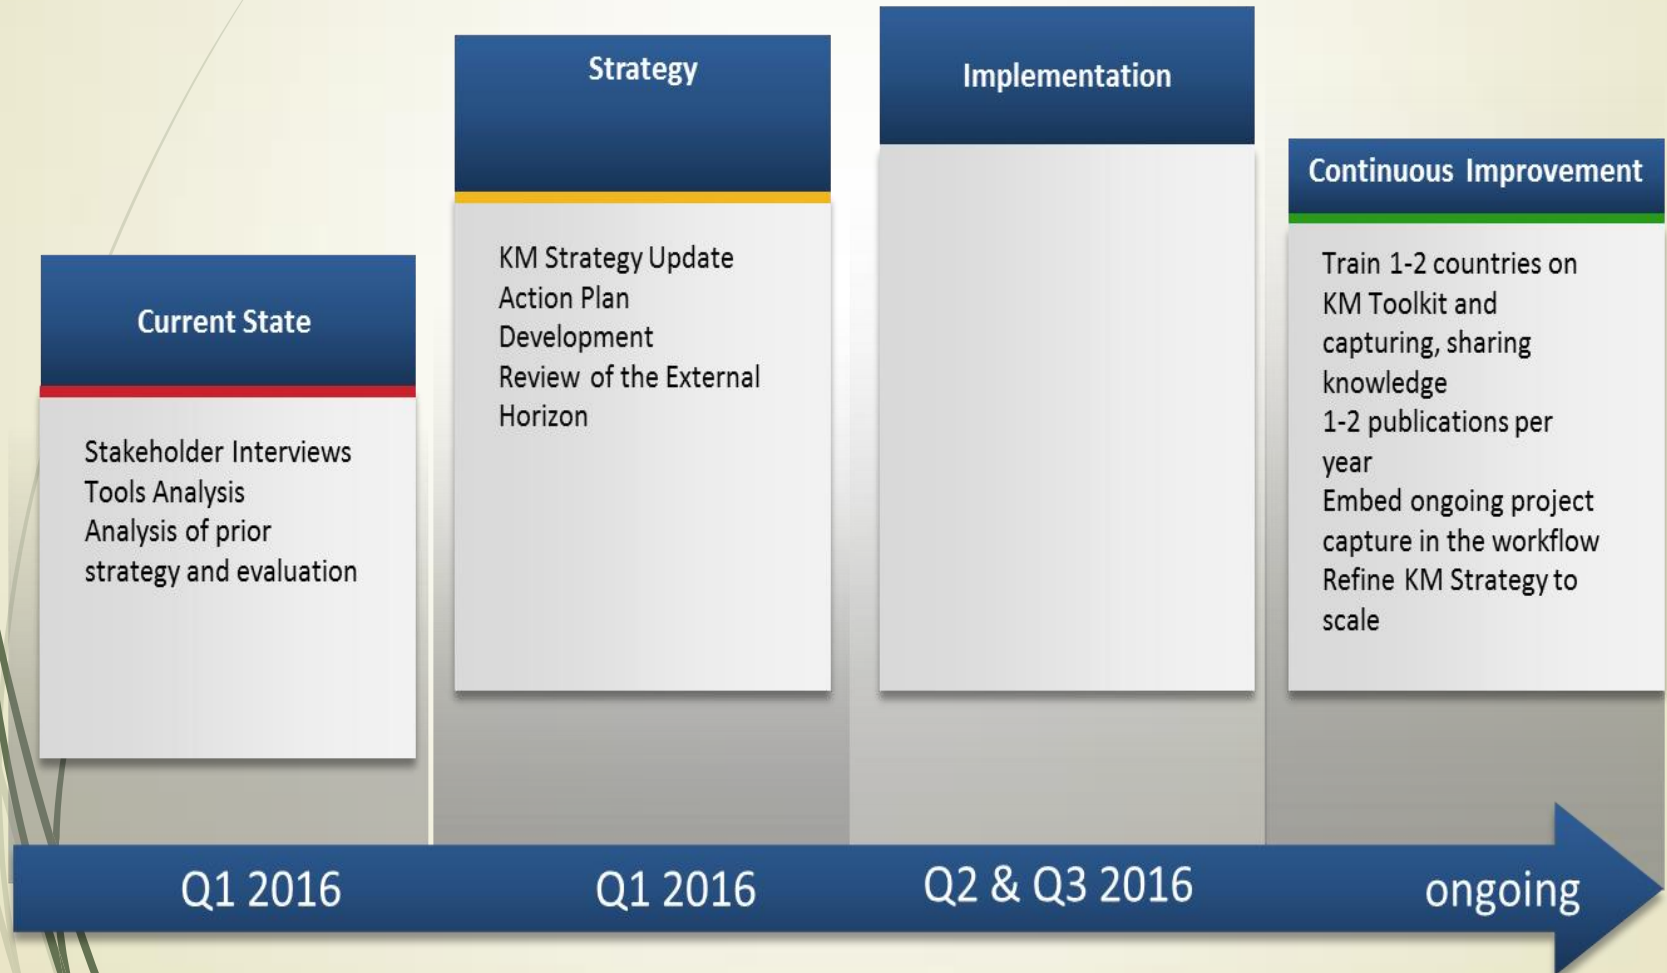 Current State
Stakeholder Interviews
Tools Analysis
Analysis of prior
strategy and evaluation
Strategy
KM Strategy Update
Action Plan
Development
Review of the External
Horizon
Implementation
Continuous Improvement
Train 1-2 countries on
KM Toolkit and
capturing, sharing
knowledge
1-2 publications per
year
Embed ongoing project
capture in the workflow
Refine KM Strategy to
scale
Q1 2016
Q1 2016
Q2 & Q3 2016
ongoing